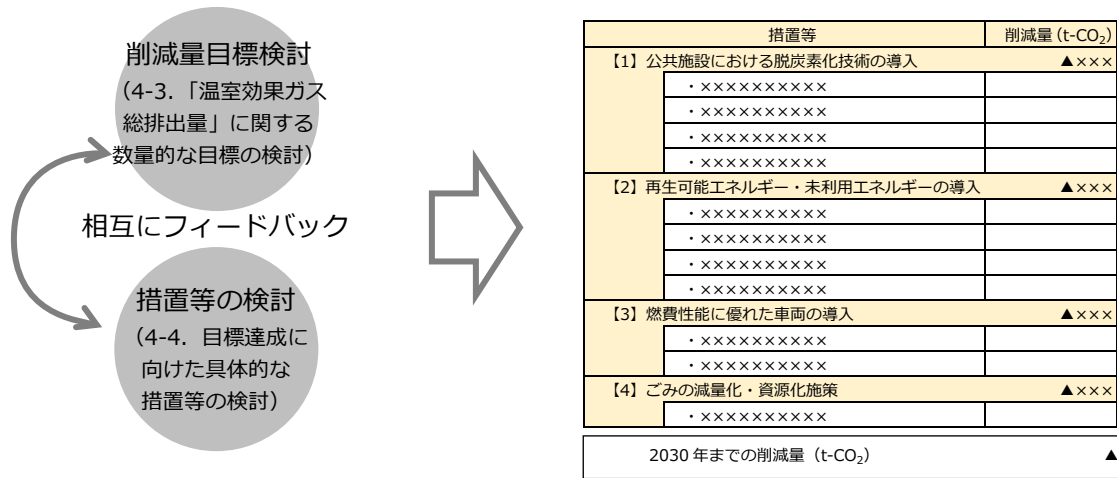 削減量目標検討
(4-3.「温室効果ガス
総排出量」に関する
数量的な目標の検討)
相互にフィードバック
措置等の検討
(4-4. 目標達成に
向けた具体的な
措置等の検討)
措置等 削減量(t-CO2)
【1】公共施設における脱炭素化技術の導入 ▲×××
・××××××××××
・××××××××××
・××××××××××
・××××××××××
【2】再生可能エネルギー・未利用エネルギーの導入 ▲×××
・××××××××××
・××××××××××
・××××××××××
・××××××××××
【3】燃費性能に優れた車両の導入 ▲×××
・××××××××××
・××××××××××
【4】ごみの減量化・資源化施策 ▲×××
・××××××××××
2030年までの削減量(t-CO2) ▲